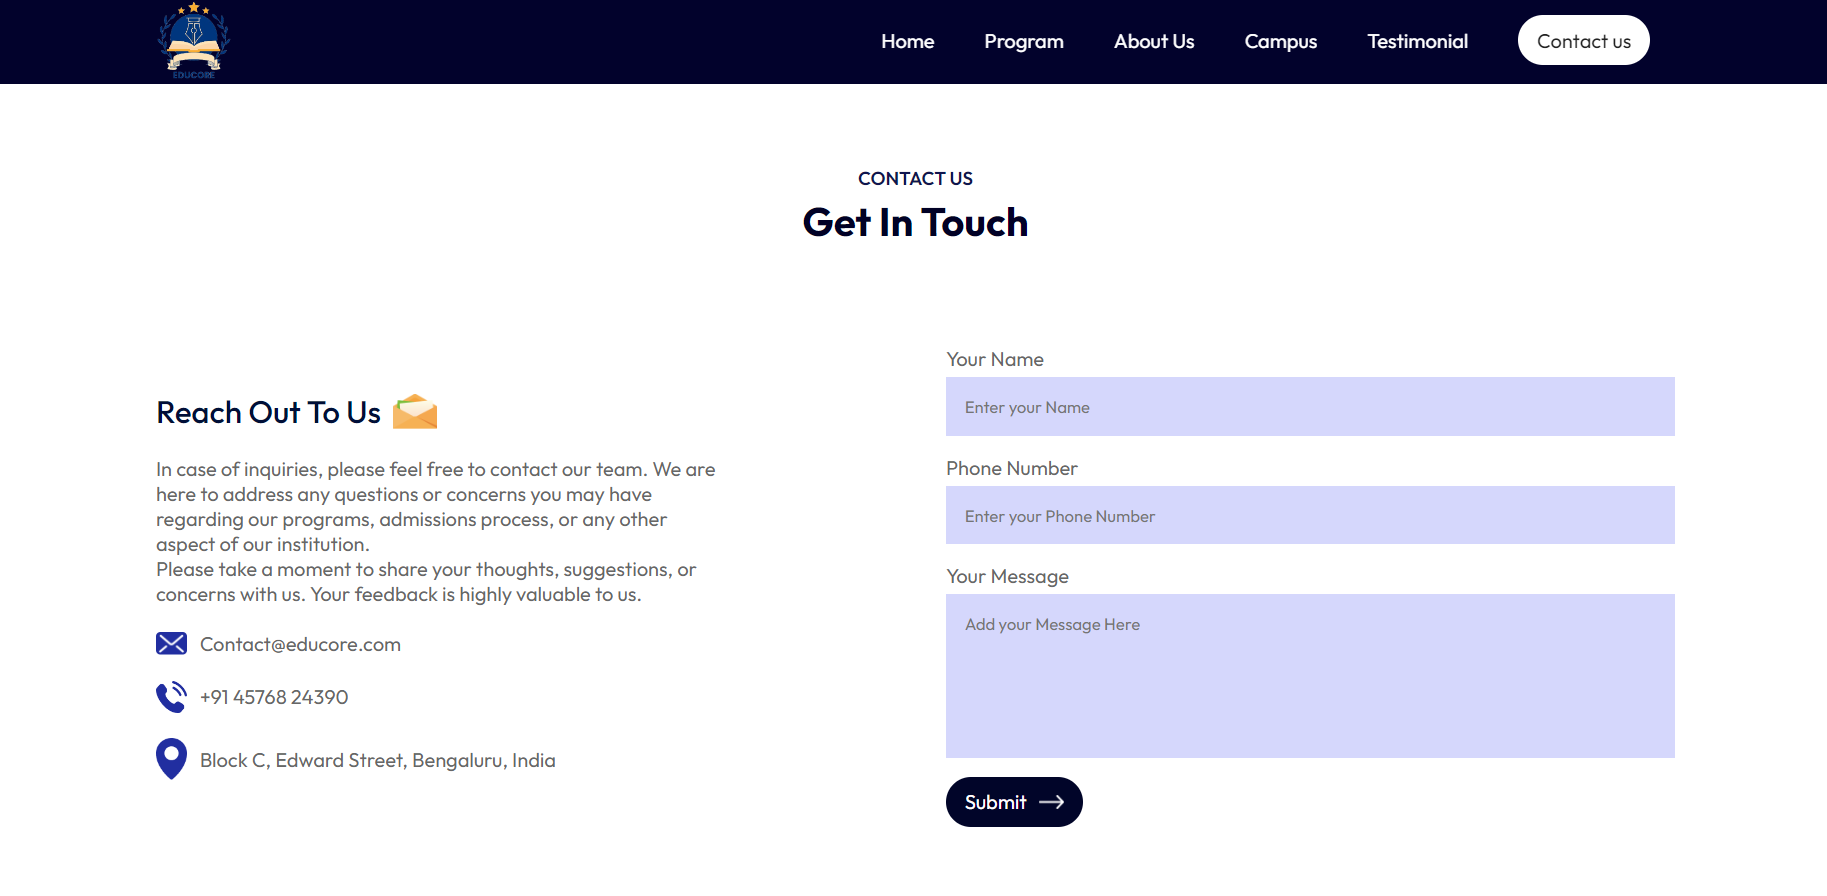 EDUCORE
Home
Program
About Us
Campus
Testimonial
Contact us
CONTACT US
Get In Touch
Reach Out To Us
In case of inquiries, please feel free to contact our team. We are
here to address any questions or concerns you may have
regarding our programs, admissions process, or any other
aspect of our institution.
Please take a moment to share your thoughts, suggestions, or
concerns with us. Your feedback is highly valuable to us.
Contact@educore.com
+91 45768 24390
Block C, Edward Street, Bengaluru, India
Your Name
Enter your Name
Phone Number
Enter your Phone Number
Your Message
Add your Message Here
Submit